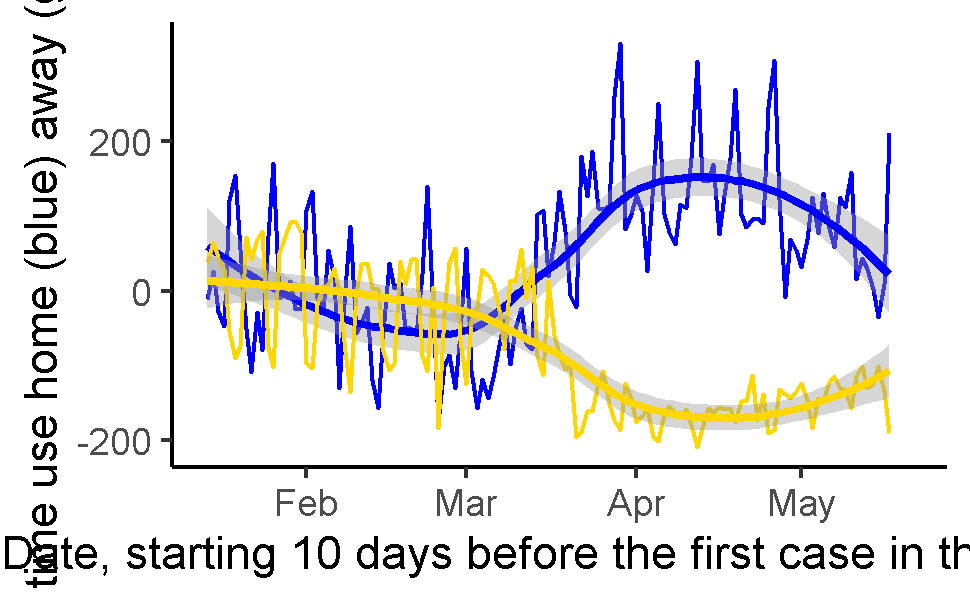 time use home (blue) away (
200
0
-200
Feb Mar Apr May
Date, starting 10 days before the first case in th